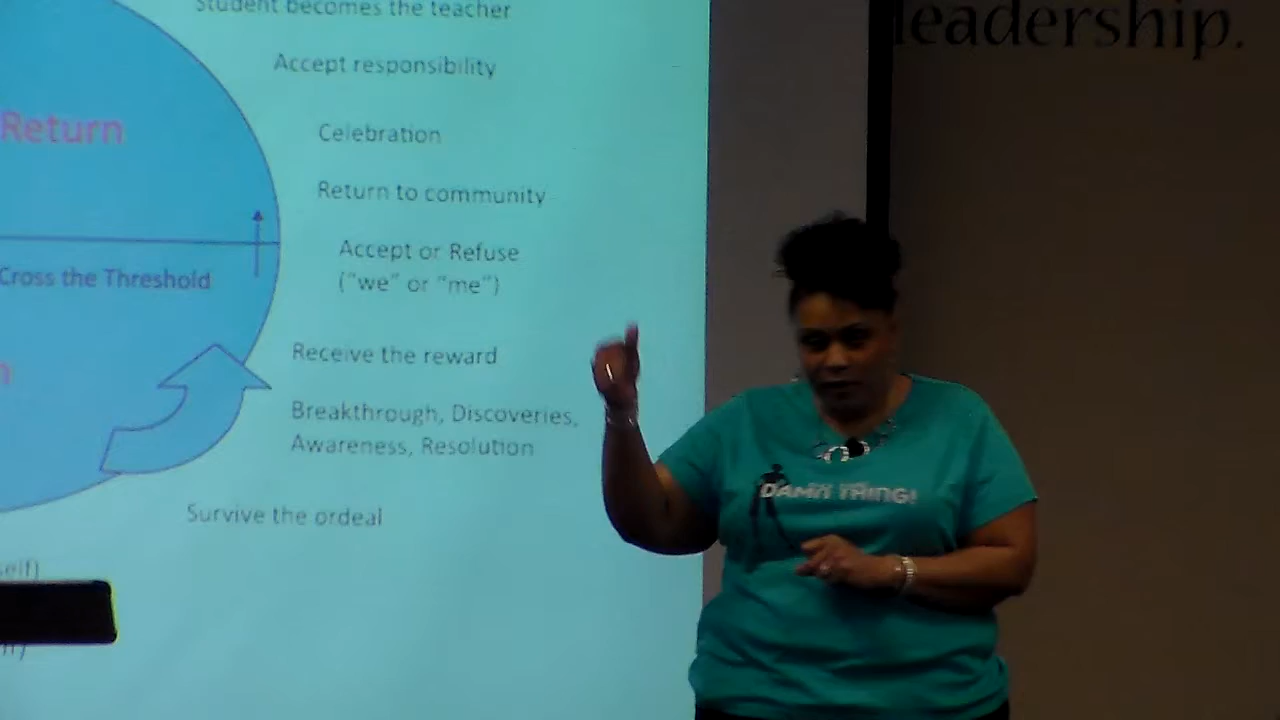 Student becomes the teacher
leadership.
Accept responsibility
Return
Celebration
Return to community
Accept or Refuse
("we" or "me")
Cross the Threshold
Receive the reward
Breakthrough, Discoveries,
Awareness, Resolution
DAMN THING!
Survive the ordeal